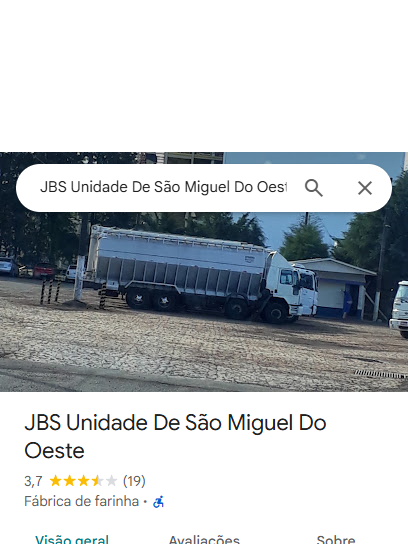 JBS Unidade De São Miguel Do Oest
JBS Unidade De São Miguel Do
Oeste
3,7 (19)
Fábrica de farinha ·
Visão geral Avaliações Sobre